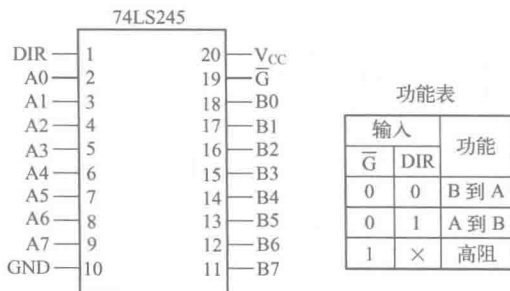 74LS245
DIR 1 20 V_CC
A0 2 19 G̅
A1 3 18 B0
A2 4 17 B1
A3 5 16 B2
A4 6 15 B3
A5 7 14 B4
A6 8 13 B5
A7 9 12 B6
GND 10 11 B7
功能表
输入 功能
G̅ DIR
0 0 B 到 A
0 1 A 到 B
1 × 高阻